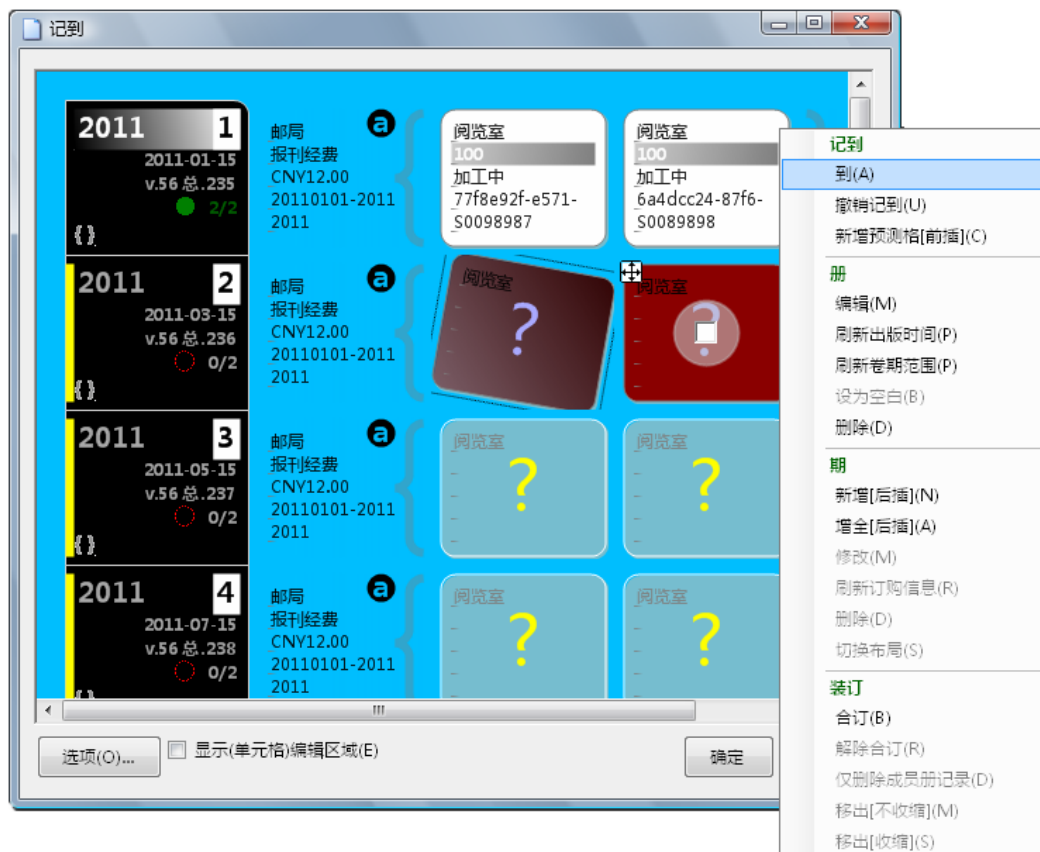 记到
2011 1
2011-01-15
v.56 总.235
2/2
{}
邮局
报刊经费
CNY12.00
20110101-2011
2011
a
阅览室
100
加工中
77f8e92f-e571-
S0098987
阅览室
100
加工中
6a4dcc24-87f6-
S0089898
2011 2
2011-03-15
v.56 总.236
0/2
{}
邮局
报刊经费
CNY12.00
20110101-2011
2011
a
阅览室
?
阅览室
?
2011 3
2011-05-15
v.56 总.237
0/2
{}
邮局
报刊经费
CNY12.00
20110101-2011
2011
a
阅览室
?
阅览室
?
2011 4
2011-07-15
v.56 总.238
0/2
{}
邮局
报刊经费
CNY12.00
20110101-2011
2011
a
阅览室
?
阅览室
?
选项(O)...
显示(单元格)编辑区域(E)
确定
记到
到(A)
撤销记到(U)
新增预测格[前插](C)
册
编辑(M)
刷新出版时间(P)
刷新卷期范围(P)
设为空白(B)
删除(D)
期
新增[后插](N)
增全[后插](A)
修改(M)
刷新订购信息(R)
删除(D)
切换布局(S)
装订
合订(B)
解除合订(R)
仅删除成员册记录(D)
移出[不收缩](M)
移出[收缩](S)